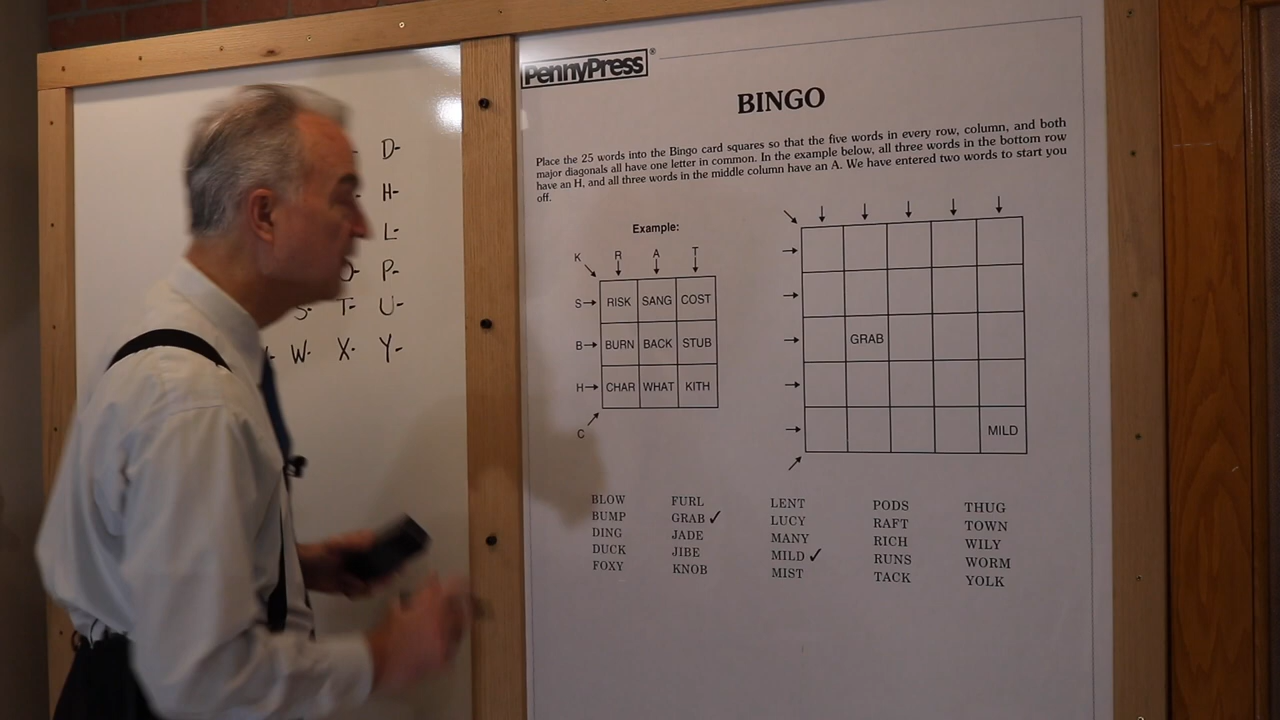 D-
H-
L-
P-
S- T- U-
W- X- Y-
PennyPress®
BINGO
Place the 25 words into the Bingo card squares so that the five words in every row, column, and both
major diagonals all have one letter in common. In the example below, all three words in the bottom row
have an H, and all three words in the middle column have an A. We have entered two words to start you
off.
Example:
K R A T
S→ RISK SANG COST
B→ BURN BACK STUB
H→ CHAR WHAT KITH
C
GRAB
MILD
BLOW FURL LENT PODS THUG
BUMP GRAB ✓ LUCY RAFT TOWN
DING JADE MANY RICH WILY
DUCK JIBE MILD ✓ RUNS WORM
FOXY KNOB MIST TACK YOLK